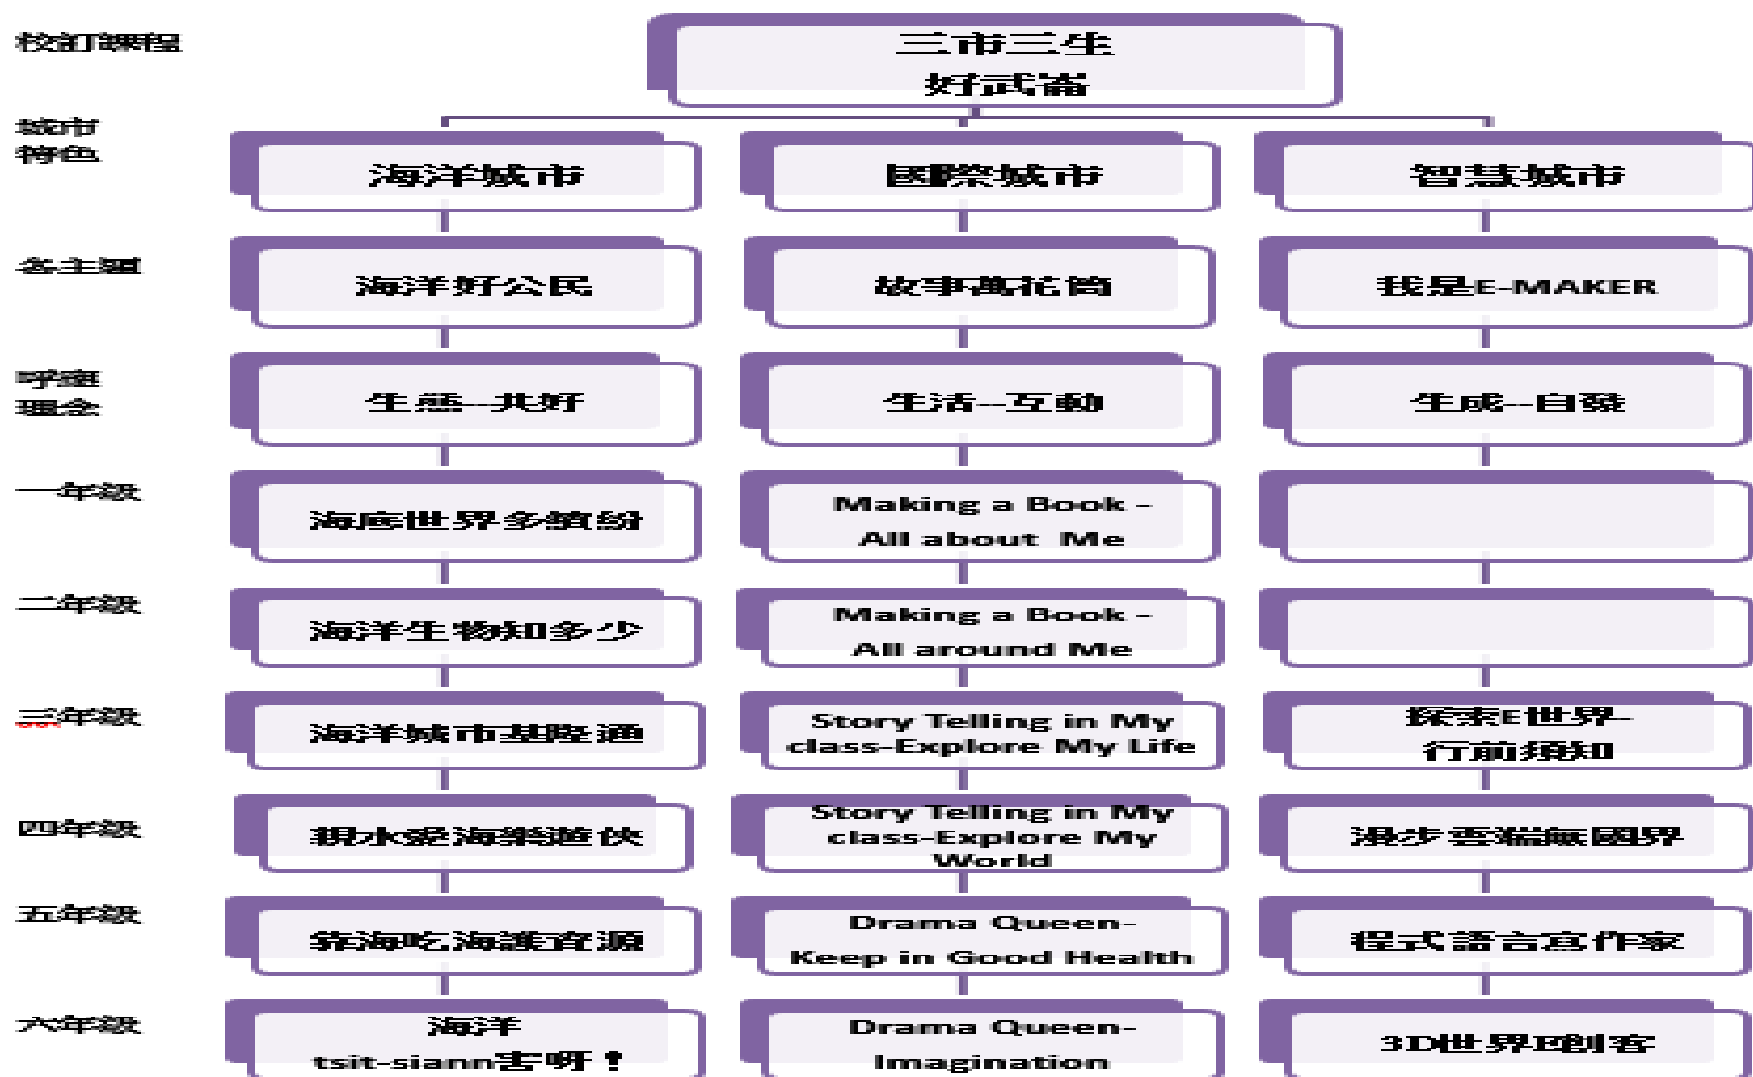 校訂課程
三市三生
好武崙
城市
特色
海洋城市
國際城市
智慧城市
各主題
海洋好公民
故事萬花筒
我是E-MAKER
呼應
理念
生態--共好
生活--互動
生成--自發
一年級
海底世界多繽紛
Making a Book -
All about Me
二年級
海洋生物知多少
Making a Book -
All around Me
三年級
海洋城市基隆通
Story Telling in My
class-Explore My Life
探索E世界-
行前須知
四年級
親水愛海樂遊俠
Story Telling in My
class-Explore My
World
漫步雲端無國界
五年級
靠海吃海護資源
Drama Queen-
Keep in Good Health
程式語言寫作家
六年級
海洋
tsit-siann害呀！
Drama Queen-
Imagination
3D世界E創客